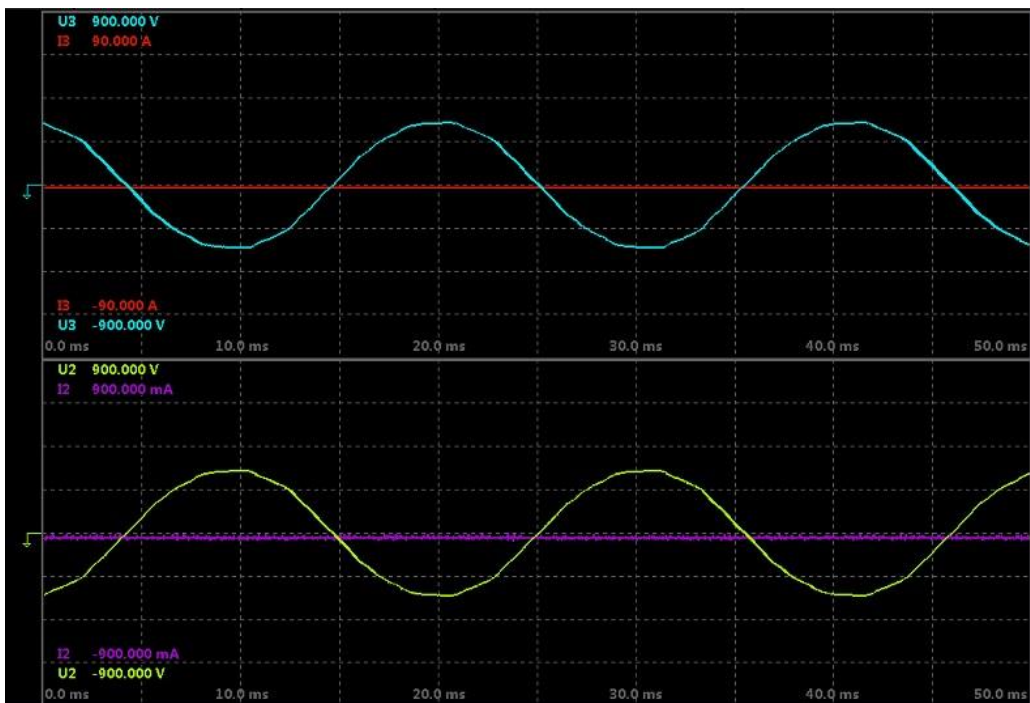 U3 900.000 V
I3 90.000 A
I3 -90.000 A
U3 -900.000 V
0.0 ms 10.0 ms 20.0 ms 30.0 ms 40.0 ms 50.0 ms
U2 900.000 V
I2 900.000 mA
I2 -900.000 mA
U2 -900.000 V
0.0 ms 10.0 ms 20.0 ms 30.0 ms 40.0 ms 50.0 ms